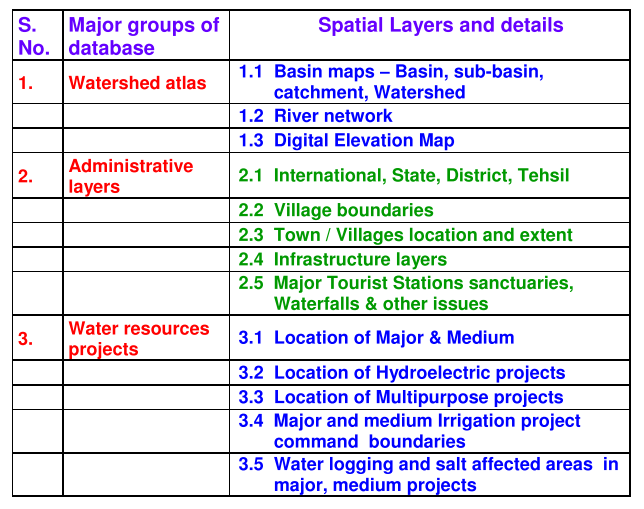 S. No. Major groups of database Spatial Layers and details
1. Watershed atlas 1.1 Basin maps – Basin, sub-basin,
catchment, Watershed
1.2 River network
1.3 Digital Elevation Map
2. Administrative layers 2.1 International, State, District, Tehsil
2.2 Village boundaries
2.3 Town / Villages location and extent
2.4 Infrastructure layers
2.5 Major Tourist Stations sanctuaries,
Waterfalls & other issues
3. Water resources projects 3.1 Location of Major & Medium
3.2 Location of Hydroelectric projects
3.3 Location of Multipurpose projects
3.4 Major and medium Irrigation project
command boundaries
3.5 Water logging and salt affected areas in
major, medium projects